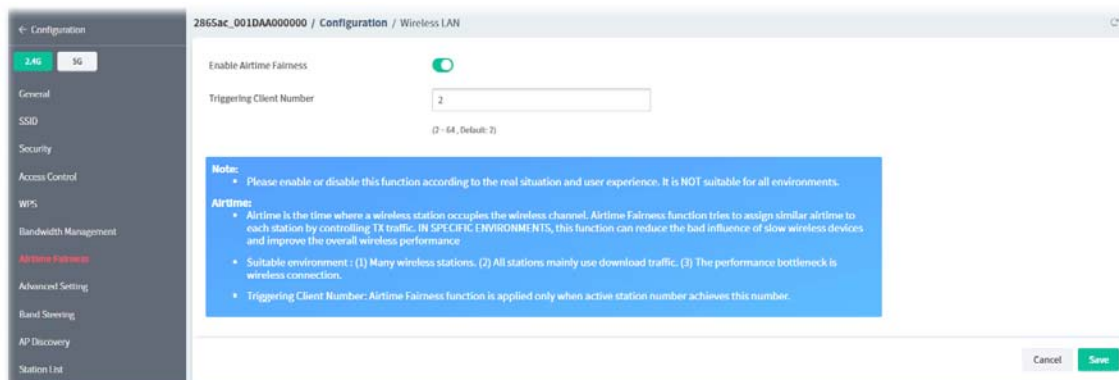 ← Configuration
2865ac_001DAA000000 / Configuration / Wireless LAN
2.4G 5G
General
SSID
Security
Access Control
WPS
Bandwidth Management
Airtime Fairness
Advanced Setting
Band Steering
AP Discovery
Station List
Enable Airtime Fairness
Triggering Client Number
2
(2 ~ 64 , Default: 2)
Note:
Please enable or disable this function according to the real situation and user experience. It is NOT suitable for all environments.
Airtime:
Airtime is the time where a wireless station occupies the wireless channel. Airtime Fairness function tries to assign similar airtime to
each station by controlling TX traffic. IN SPECIFIC ENVIRONMENTS, this function can reduce the bad influence of slow wireless devices
and improve the overall wireless performance
Suitable environment : (1) Many wireless stations. (2) All stations mainly use download traffic. (3) The performance bottleneck is
wireless connection.
Triggering Client Number: Airtime Fairness function is applied only when active station number achieves this number.
Cancel Save